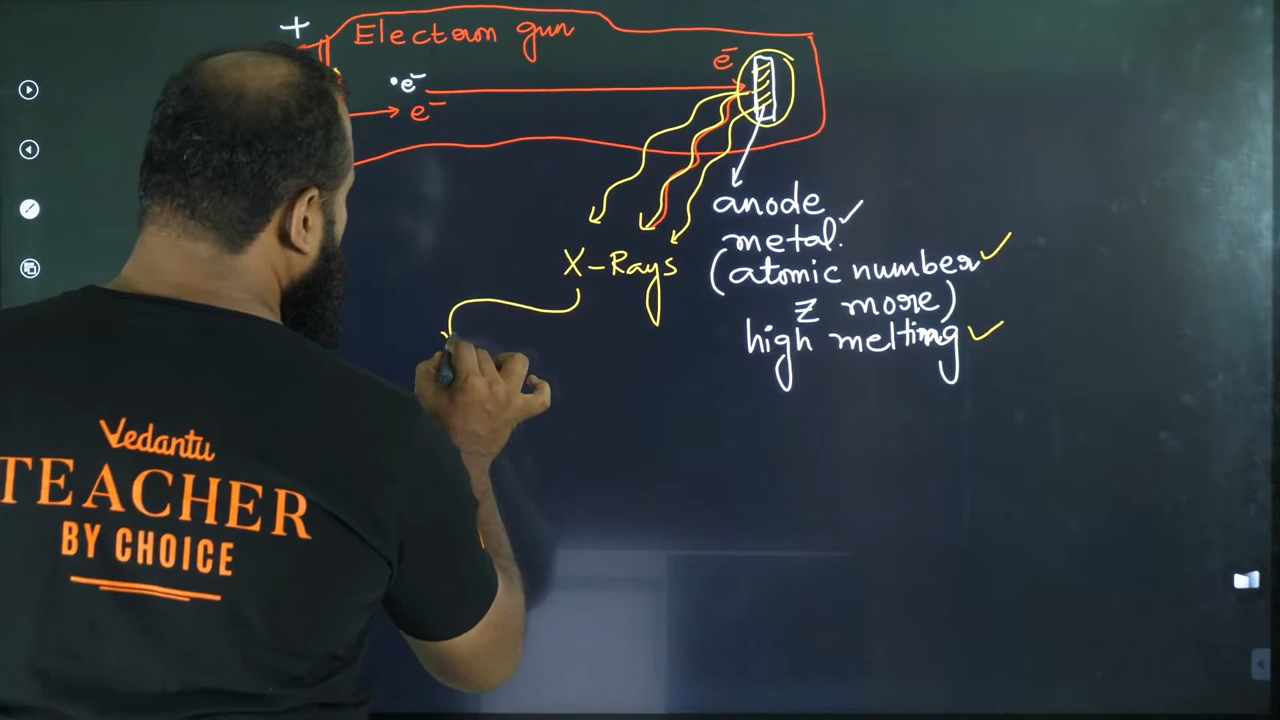 +
Electron gun
e⁻
•e⁻
e⁻
anode
metal.
X-Rays
(atomic number
Z more)
high melting
Vedantu
TEACHER
BY CHOICE